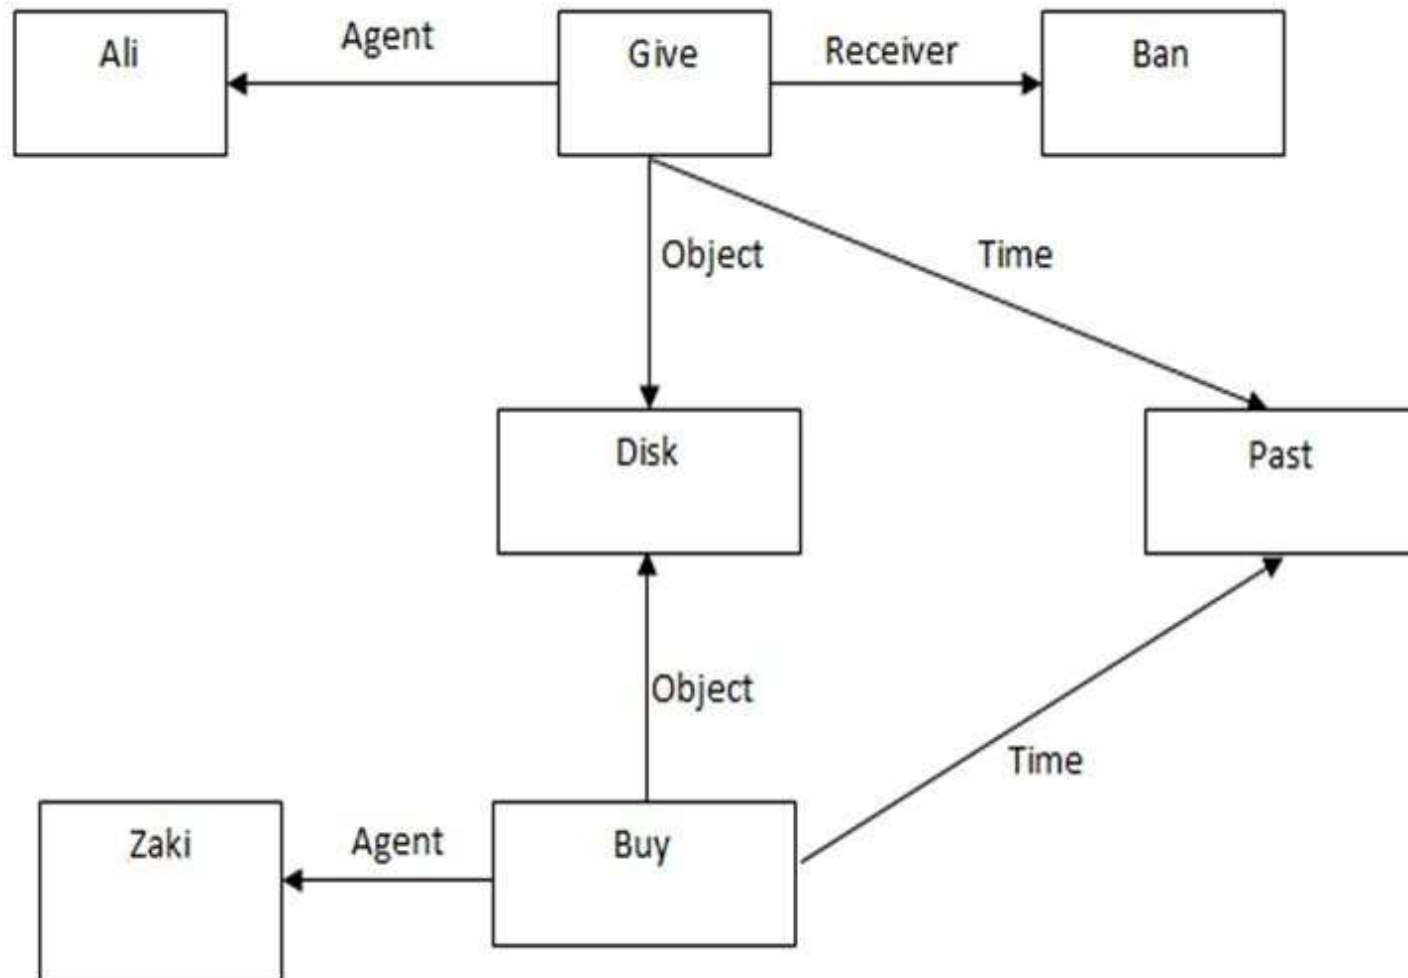 Ali
Agent
Give
Receiver
Ban
Object
Time
Disk
Past
Object
Time
Zaki
Agent
Buy